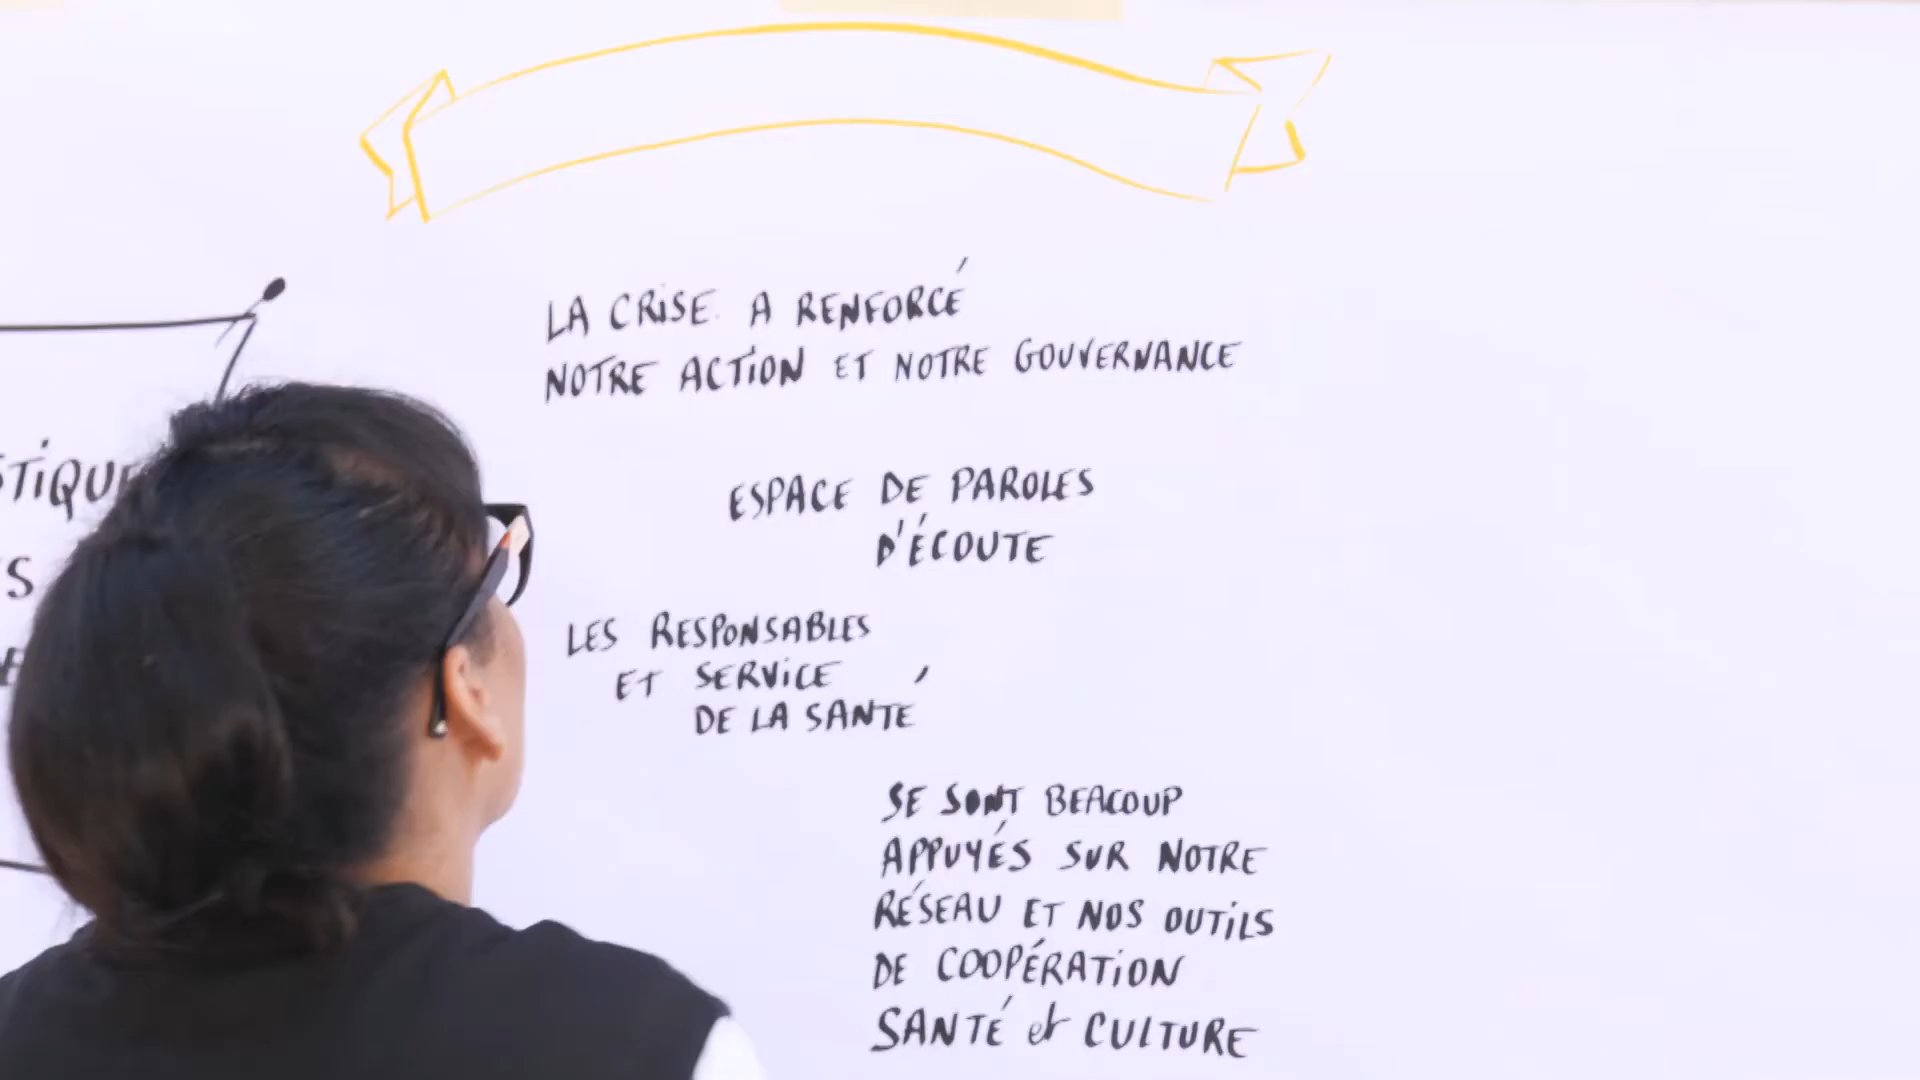 LA CRISE A RENFORCÉ
NOTRE ACTION ET NOTRE GOUVERNANCE
ESPACE DE PAROLES
D'ÉCOUTE
LES RESPONSABLES
ET SERVICE
DE LA SANTÉ
SE SONT BEACOUP
APPUYÉS SUR NOTRE
RÉSEAU ET NOS OUTILS
DE COOPÉRATION
SANTÉ et CULTURE